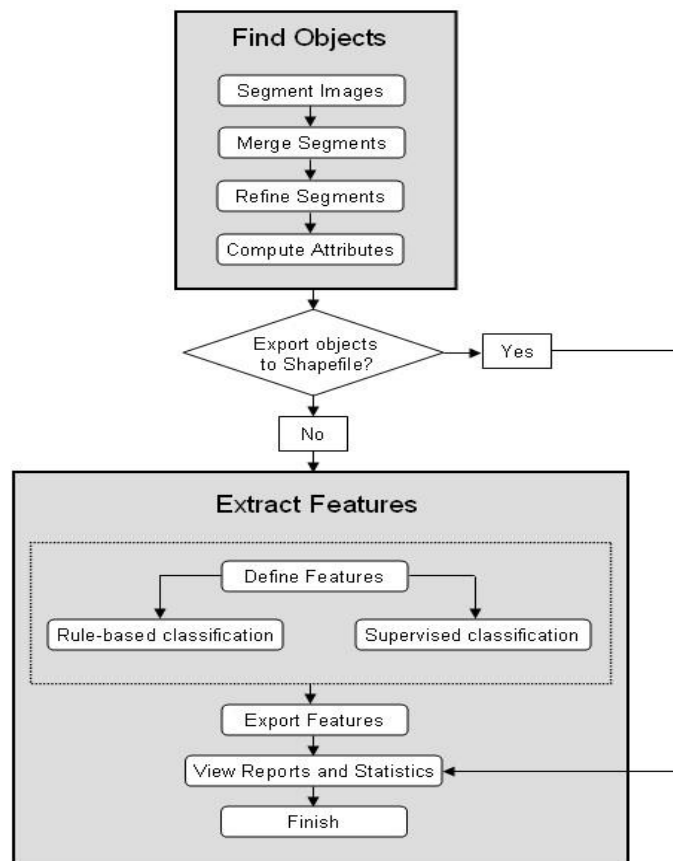 Find Objects
Segment Images
Merge Segments
Refine Segments
Compute Attributes
Export objects
to Shapefile?
Yes
No
Extract Features
Define Features
Rule-based classification
Supervised classification
Export Features
View Reports and Statistics
Finish